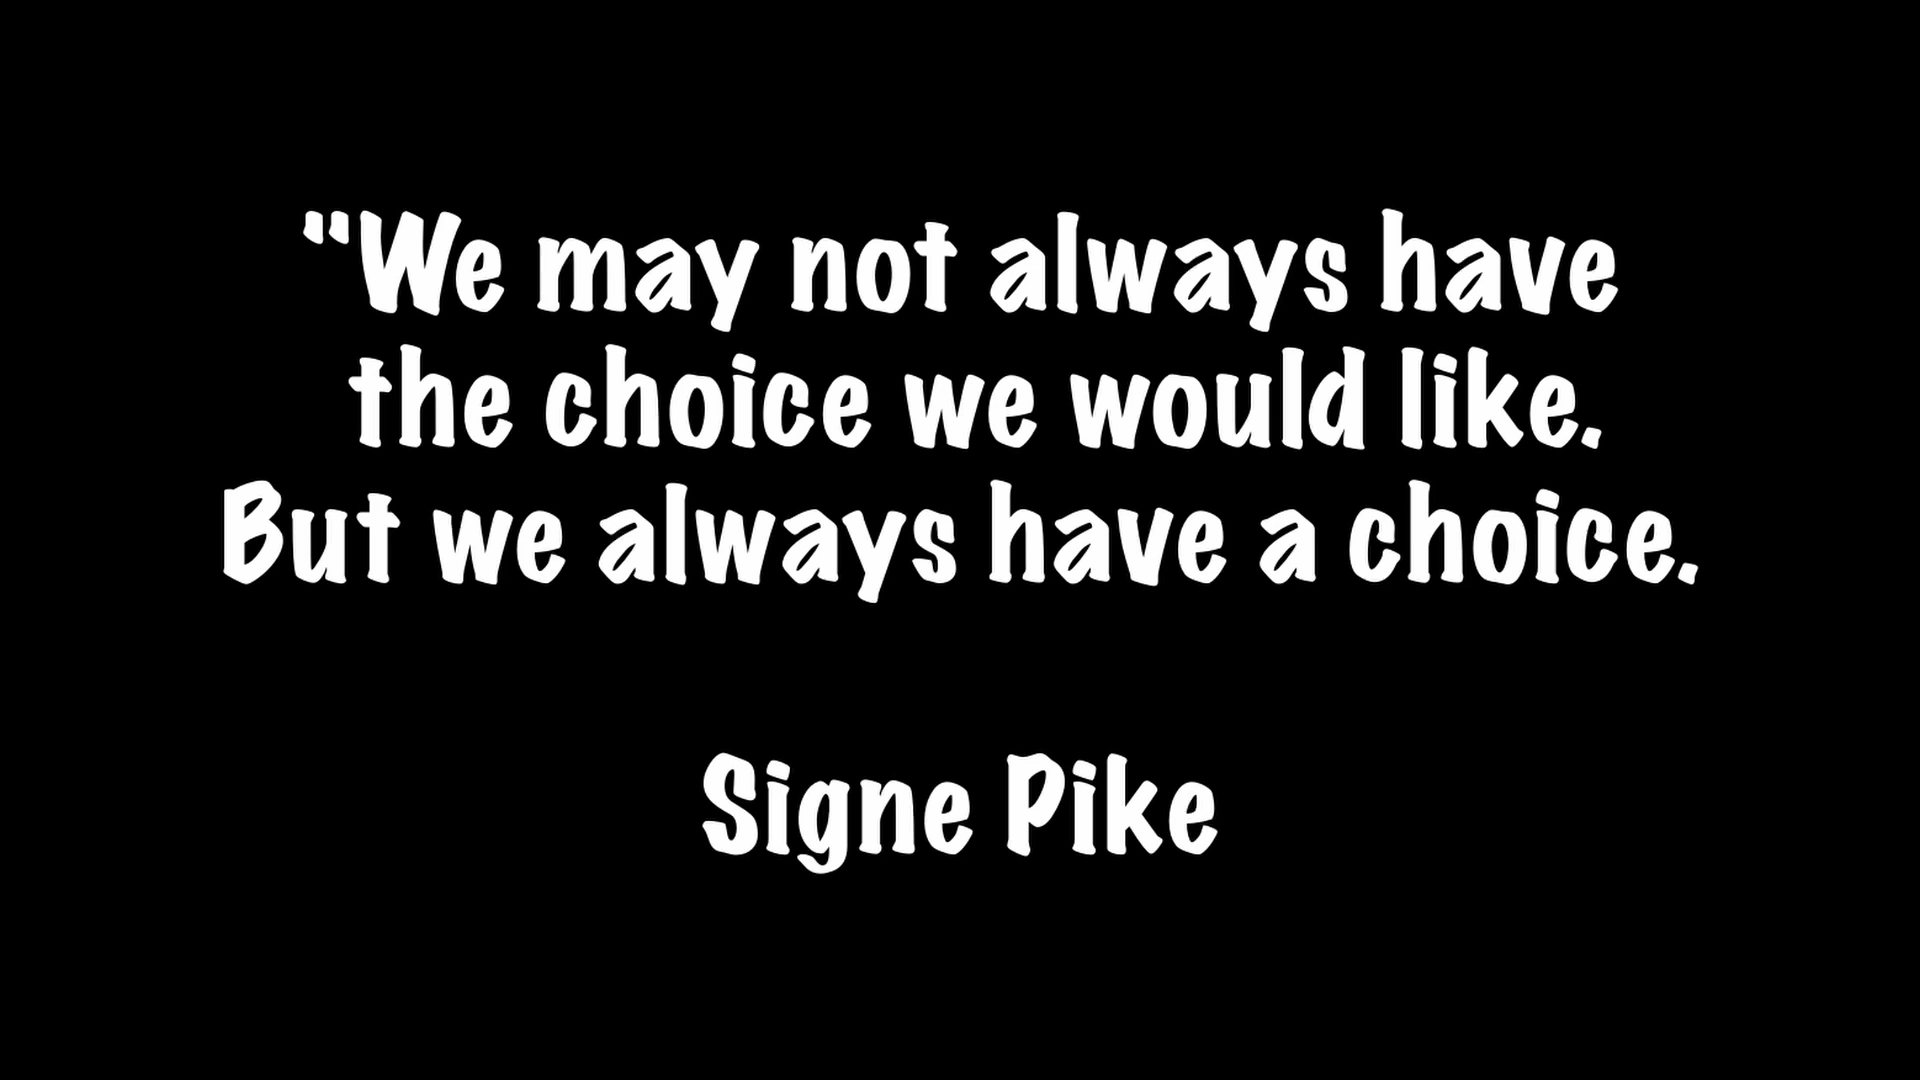 “We may not always have
the choice we would like.
But we always have a choice.
Signe Pike